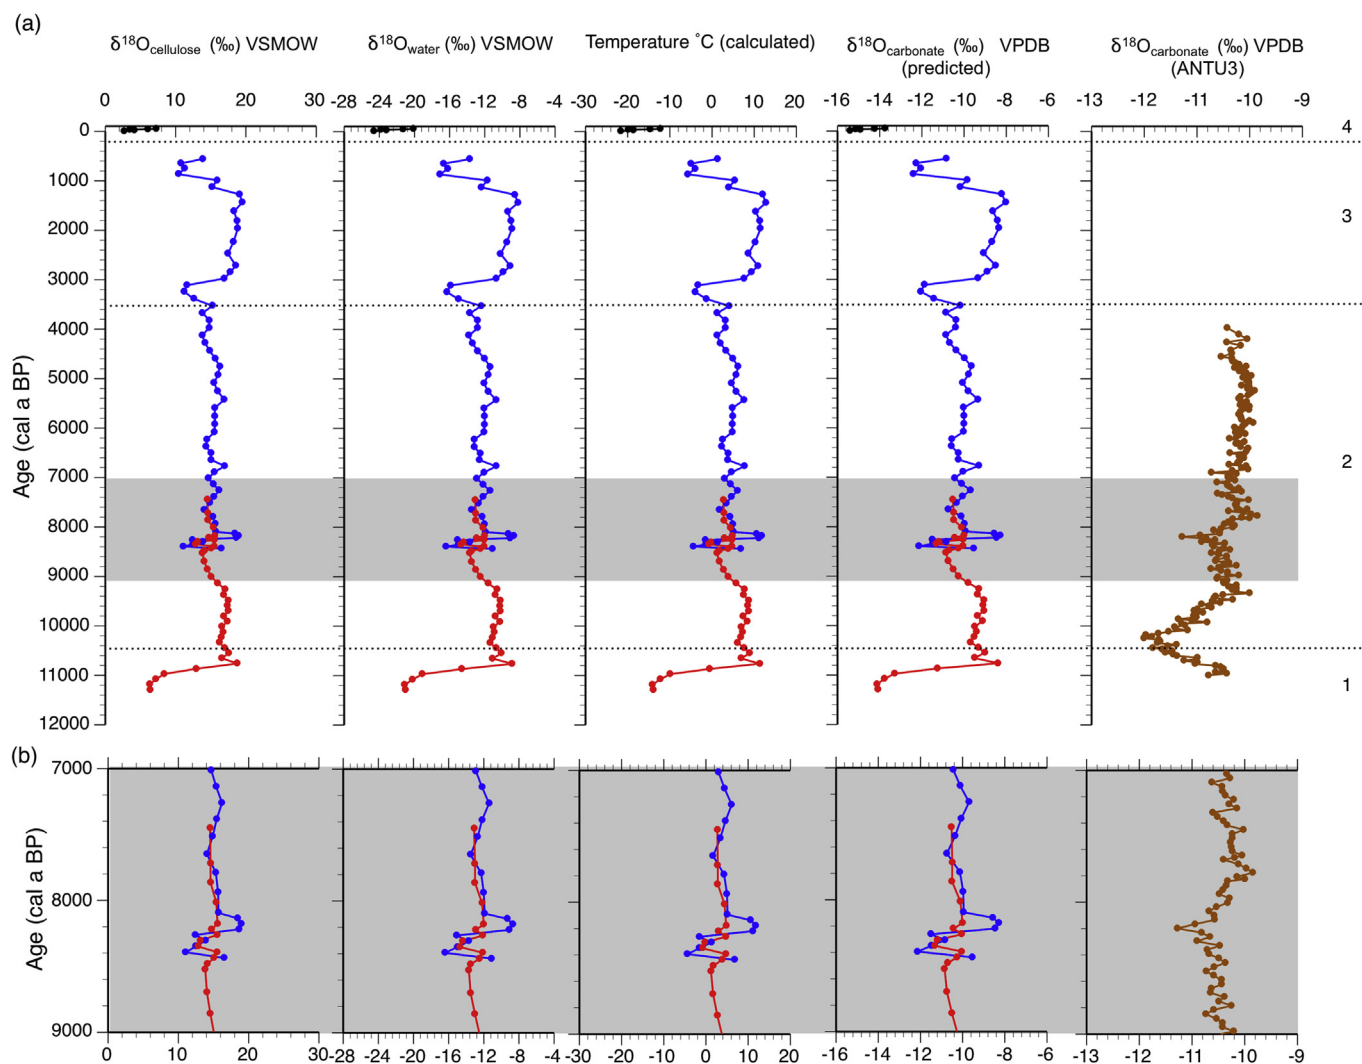 (a)
δ¹⁸Ocellulose (‰) VSMOW
δ¹⁸Owater (‰) VSMOW
Temperature ˚C (calculated)
δ¹⁸Ocarbonate (‰) VPDB
(predicted)
δ¹⁸Ocarbonate (‰) VPDB
(ANTU3)
0 10 20 30
-28 -24 -20 -16 -12 -8 -4
-30 -20 -10 0 10 20
-16 -14 -12 -10 -8 -6
-13 -12 -11 -10 -9
0
1000
2000
3000
4000
5000
6000
7000
8000
9000
10000
11000
12000
Age (cal a BP)
4
3
2
1
(b)
7000
8000
9000
Age (cal a BP)
0 10 20 30
-28 -24 -20 -16 -12 -8 -4
-30 -20 -10 0 10 20
-16 -14 -12 -10 -8 -6
-13 -12 -11 -10 -9